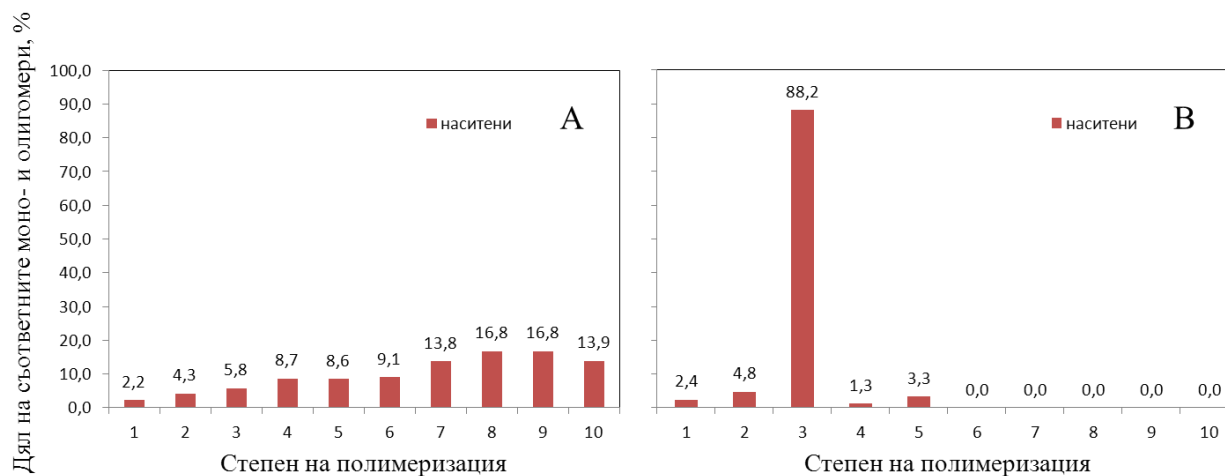 Дял на съответните моно- и олигомери, %
100,0
90,0
80,0
70,0
60,0
50,0
40,0
30,0
20,0
10,0
0,0
наситени
A
2,2 4,3 5,8 8,7 8,6 9,1 13,8 16,8 16,8 13,9
1 2 3 4 5 6 7 8 9 10
Степен на полимеризация
наситени
B
2,4 4,8 88,2 1,3 3,3 0,0 0,0 0,0 0,0 0,0
1 2 3 4 5 6 7 8 9 10
Степен на полимеризация